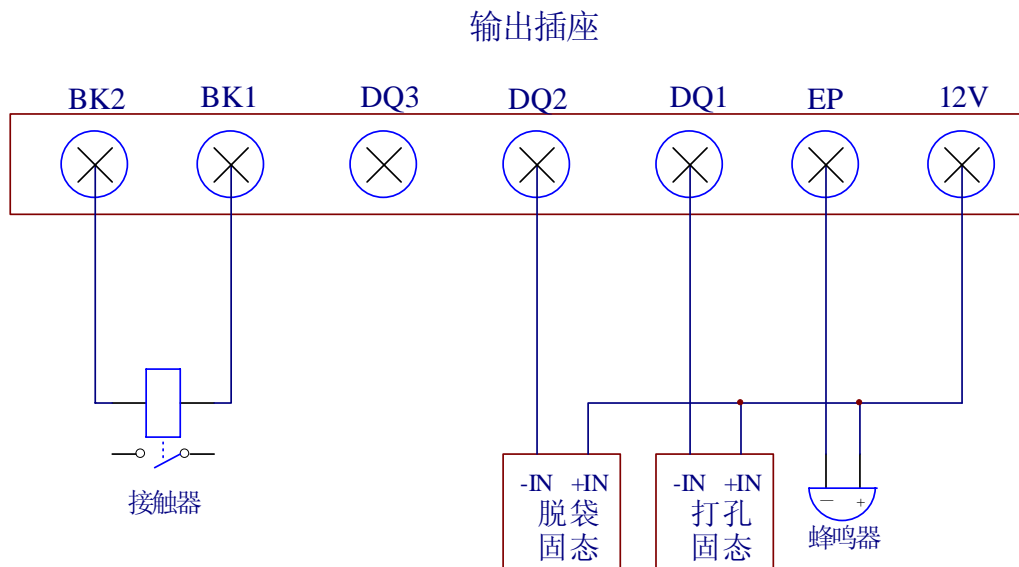 输出插座
BK2 BK1 DQ3 DQ2 DQ1 EP 12V
-IN +IN
脱袋
固态
-IN +IN
打孔
固态
— +
蜂鸣器
接触器